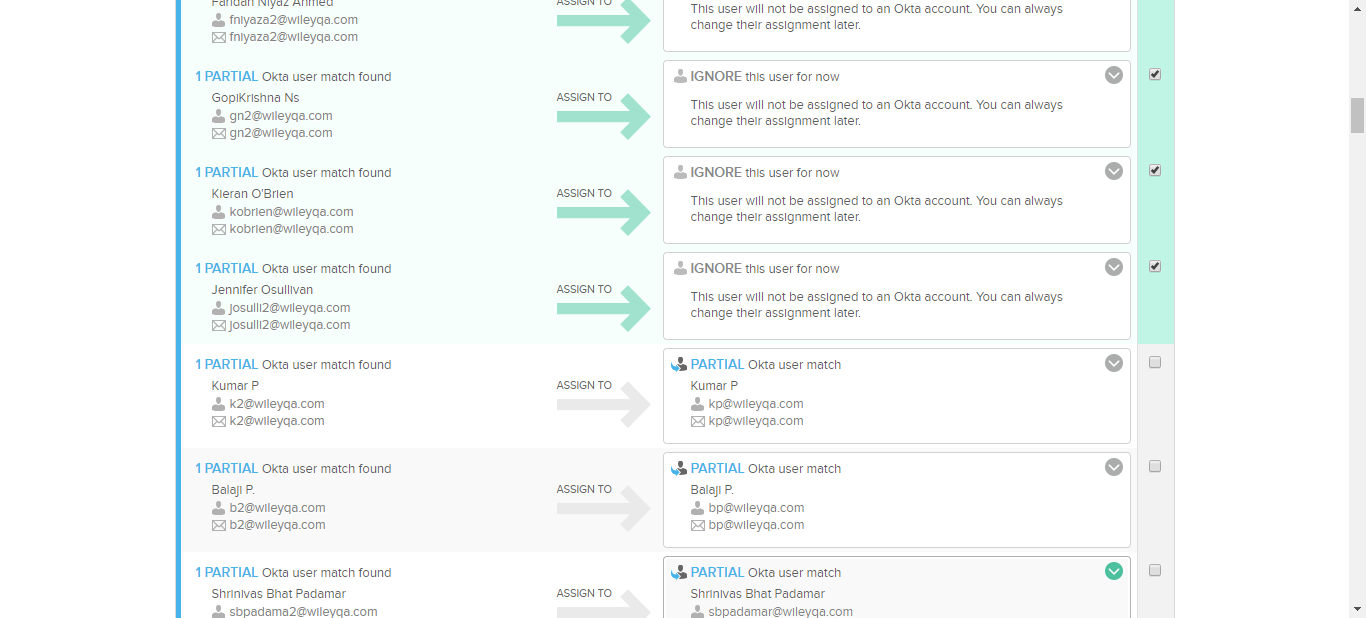 Faridah Niyaz Ahmed
fniyaza2@wileyqa.com
fniyaza2@wileyqa.com
ASSIGN TO
This user will not be assigned to an Okta account. You can always
change their assignment later.
1 PARTIAL Okta user match found
GopiKrishna Ns
gn2@wileyqa.com
gn2@wileyqa.com
ASSIGN TO
IGNORE this user for now
This user will not be assigned to an Okta account. You can always
change their assignment later.
1 PARTIAL Okta user match found
Kieran O'Brien
kobrien@wileyqa.com
kobrien@wileyqa.com
ASSIGN TO
IGNORE this user for now
This user will not be assigned to an Okta account. You can always
change their assignment later.
1 PARTIAL Okta user match found
Jennifer Osullivan
josulli2@wileyqa.com
josulli2@wileyqa.com
ASSIGN TO
IGNORE this user for now
This user will not be assigned to an Okta account. You can always
change their assignment later.
1 PARTIAL Okta user match found
Kumar P
k2@wileyqa.com
k2@wileyqa.com
ASSIGN TO
PARTIAL Okta user match
Kumar P
kp@wileyqa.com
kp@wileyqa.com
1 PARTIAL Okta user match found
Balaji P.
b2@wileyqa.com
b2@wileyqa.com
ASSIGN TO
PARTIAL Okta user match
Balaji P.
bp@wileyqa.com
bp@wileyqa.com
1 PARTIAL Okta user match found
Shrinivas Bhat Padamar
sbpadama2@wileyqa.com
ASSIGN TO
PARTIAL Okta user match
Shrinivas Bhat Padamar
sbpadamar@wileyqa.com